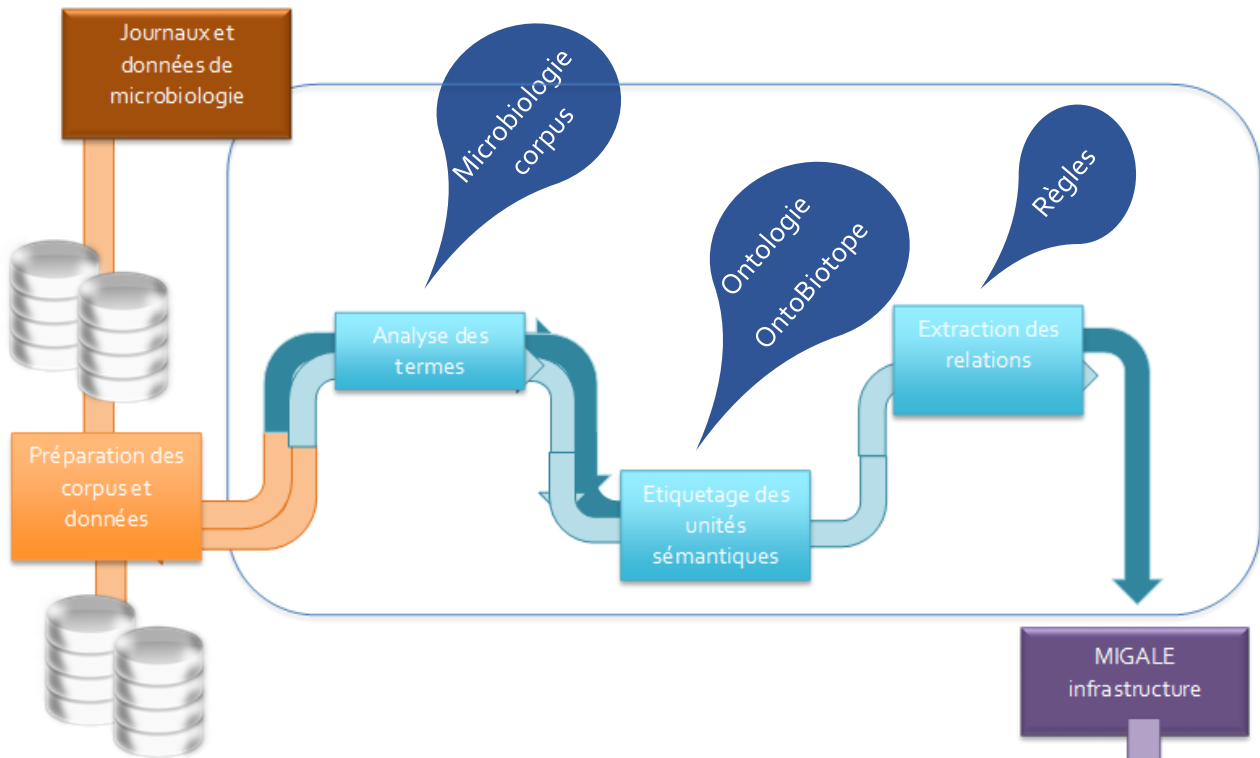 Journaux et
données de
microbiologie
Microbiologie
corpus
Ontologie
OntoBiotope
Règles
Analyse des
termes
Extraction des
relations
Préparation des
corpus et
données
Etiquetage des
unités
sémantiques
MIGALE
infrastructure